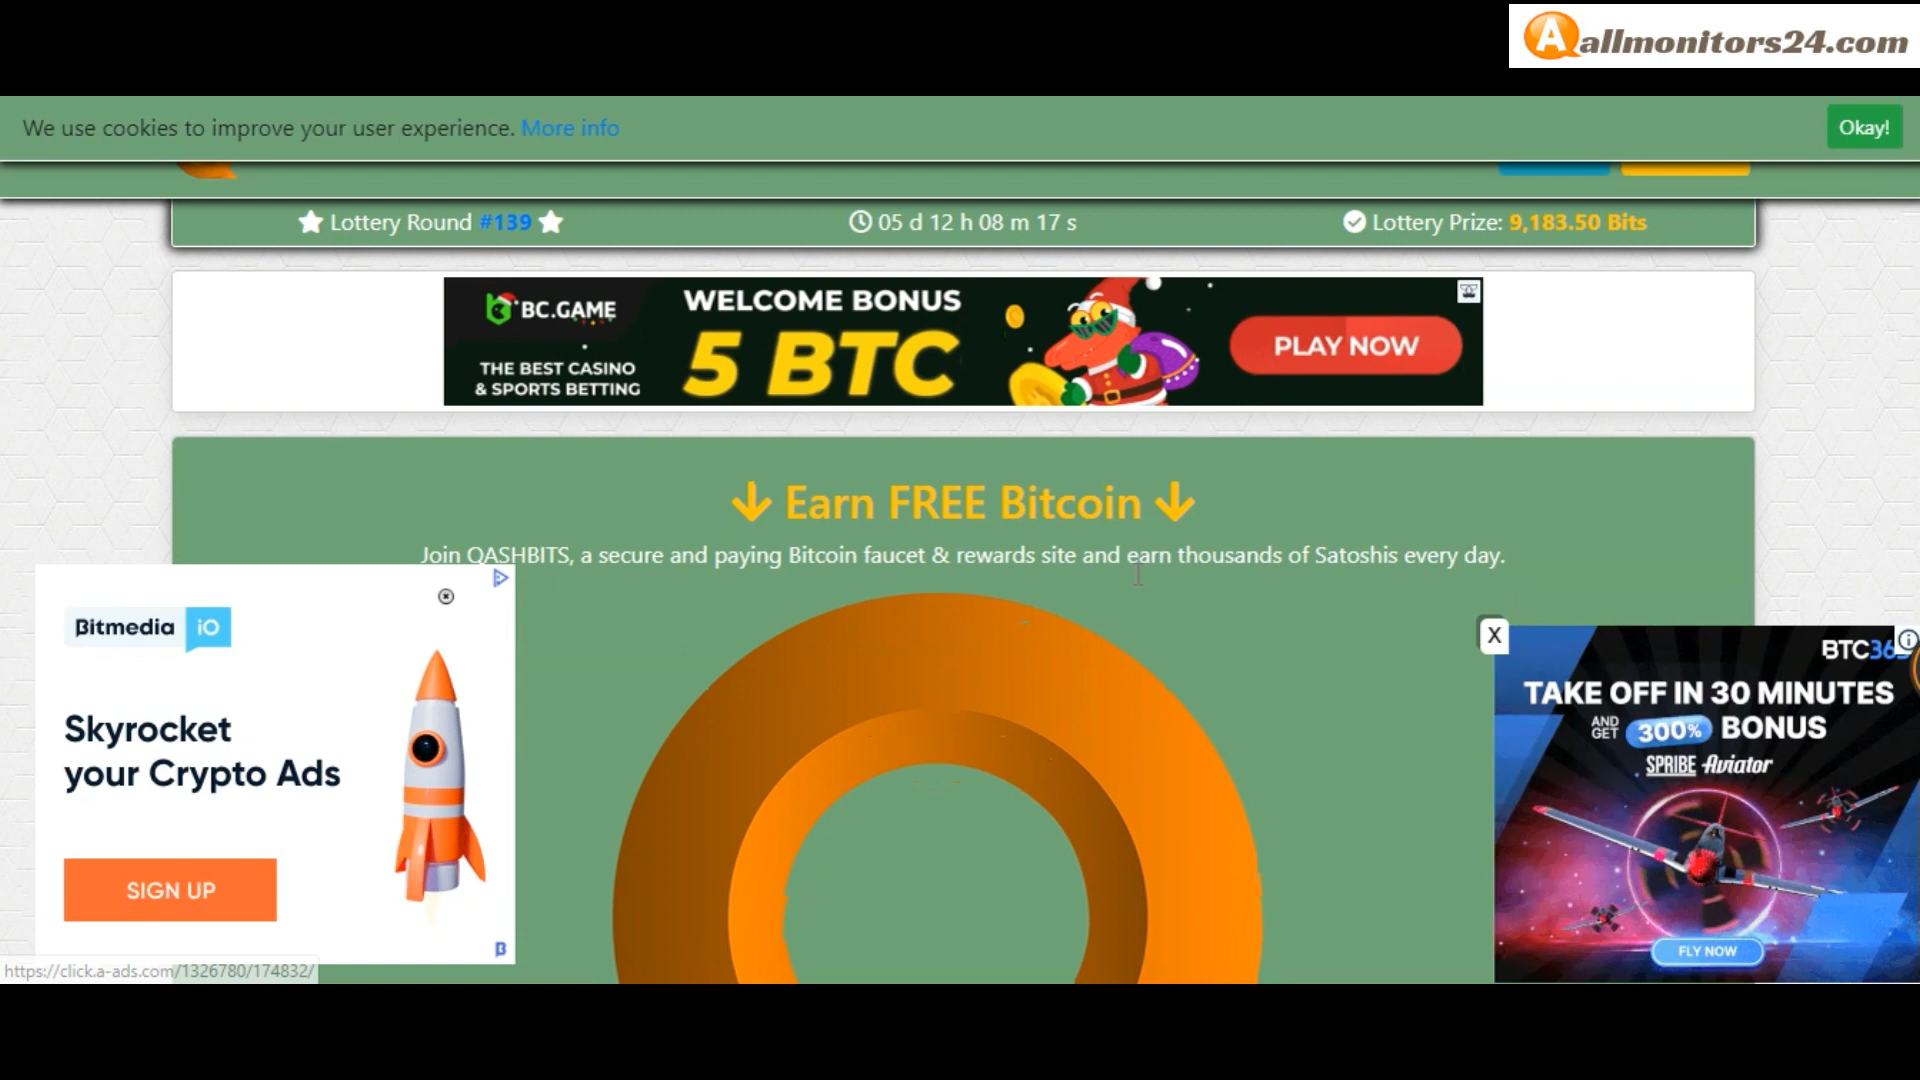 allmonitors24.com
We use cookies to improve your user experience. More info
Okay!
Lottery Round #139
05 d 12 h 08 m 17 s
Lottery Prize: 9,183.50 Bits
BC.GAME
THE BEST CASINO
& SPORTS BETTING
WELCOME BONUS
5 BTC
PLAY NOW
Earn FREE Bitcoin
Join QASHBITS, a secure and paying Bitcoin faucet & rewards site and earn thousands of Satoshis every day.
Bitmedia iO
Skyrocket
your Crypto Ads
SIGN UP
X
BTC365
TAKE OFF IN 30 MINUTES
AND GET 300% BONUS
SPRIBE Aviator
FLY NOW
https://click.a-ads.com/1326780/174832/